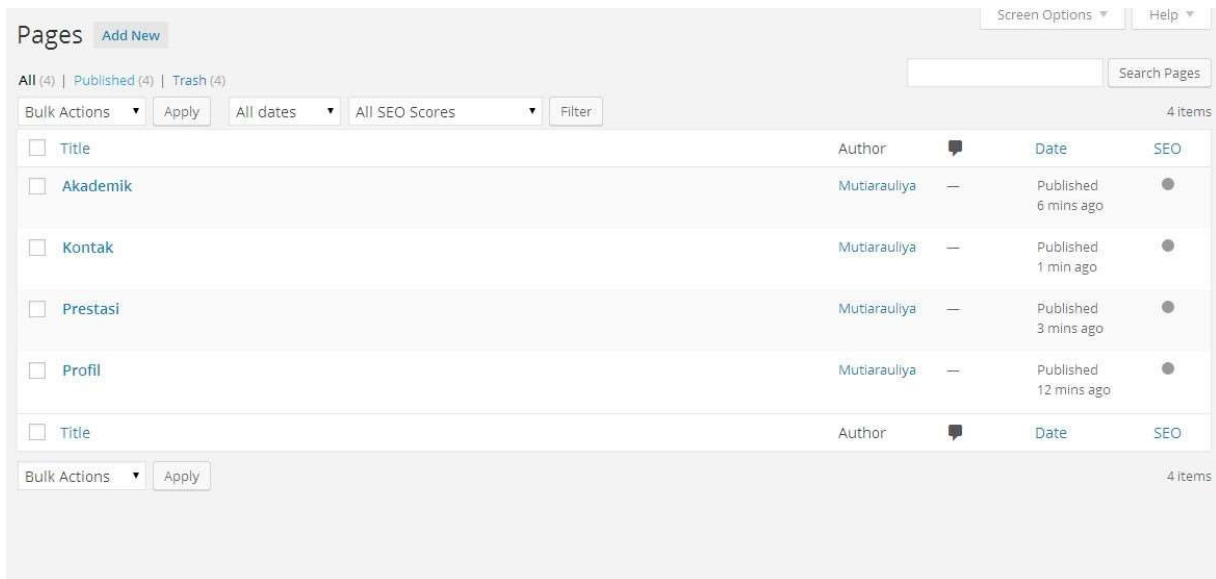 Screen Options ▼ Help ▼
Pages Add New
All (4) | Published (4) | Trash (4)
Search Pages
Bulk Actions ▼ Apply All dates ▼ All SEO Scores ▼ Filter 4 items
Title Author Date SEO
Akademik Mutiarauliya — Published
6 mins ago
Kontak Mutiarauliya — Published
1 min ago
Prestasi Mutiarauliya — Published
3 mins ago
Profil Mutiarauliya — Published
12 mins ago
Title Author Date SEO
Bulk Actions ▼ Apply 4 items